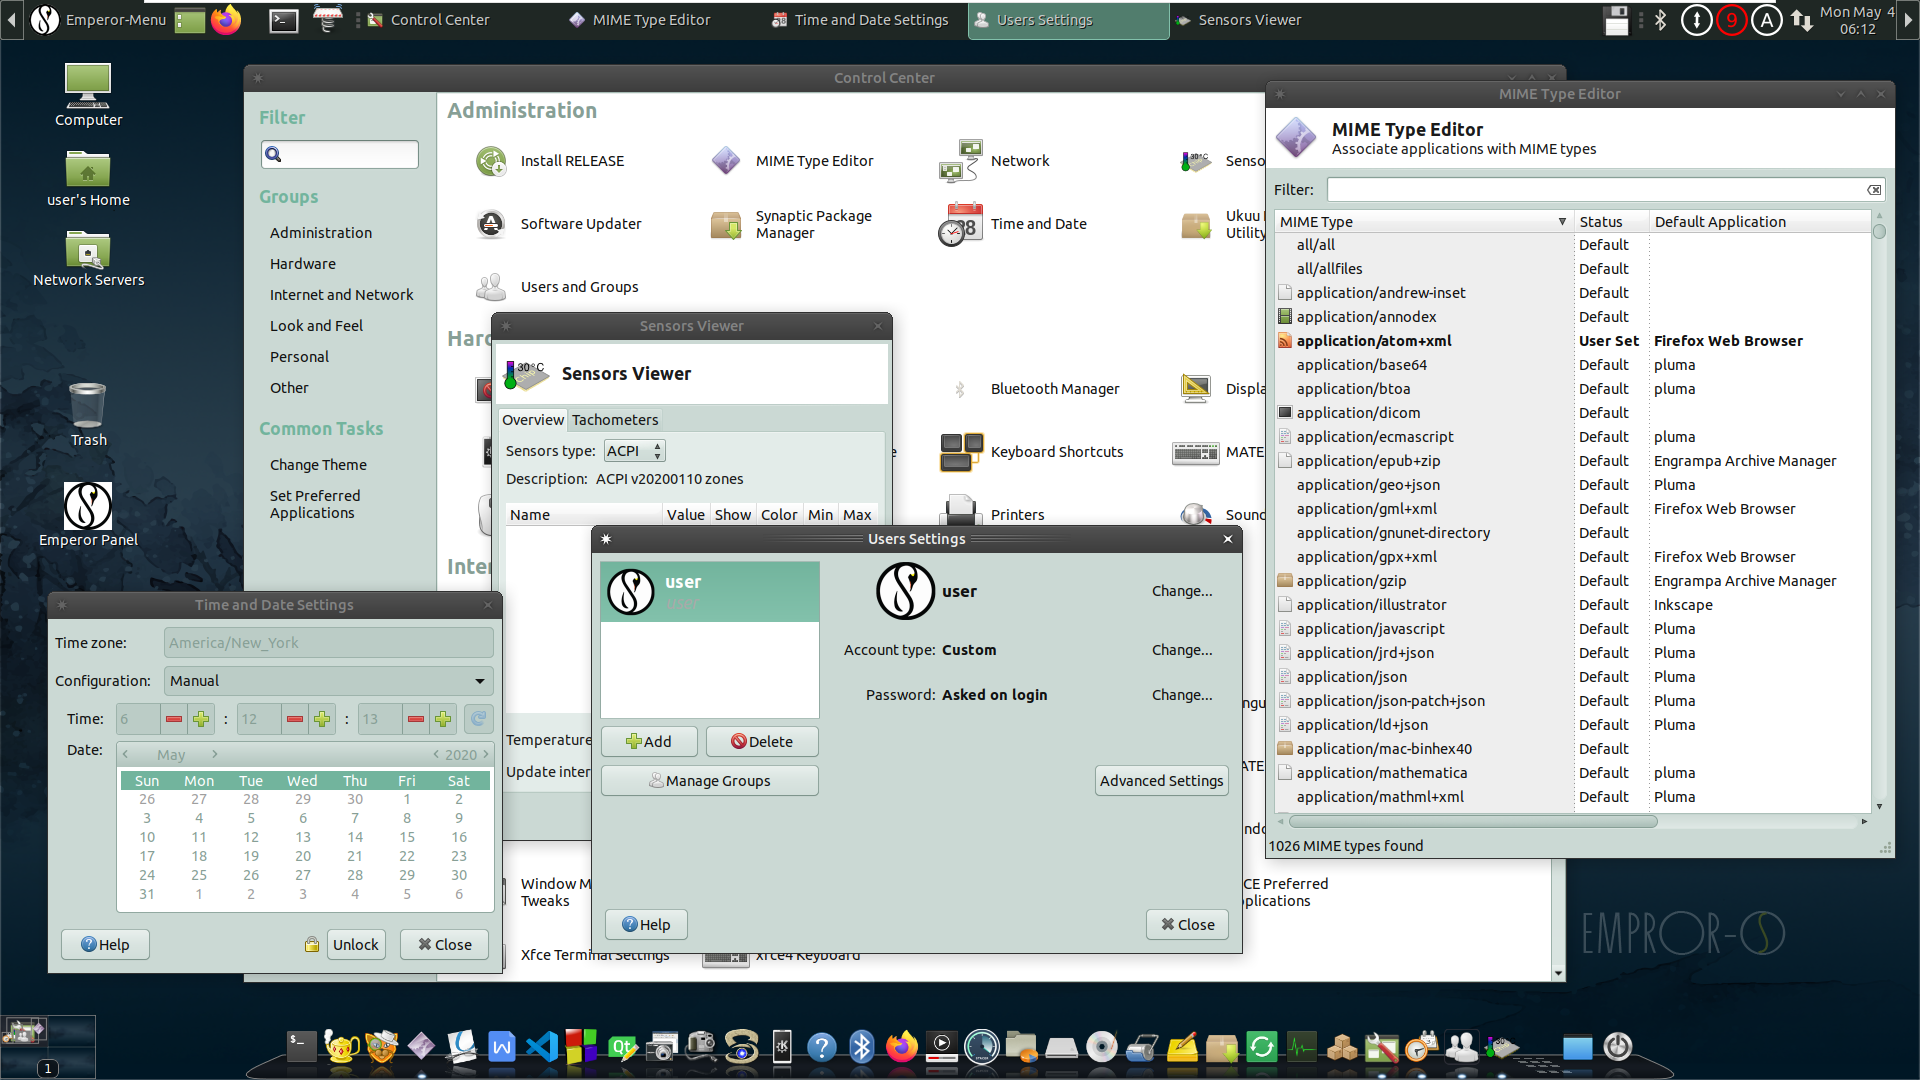 Emperor-Menu
Control Center
MIME Type Editor
Time and Date Settings
Users Settings
Sensors Viewer
9
A
Mon May 4
06:12
Computer
user's Home
Network Servers
Trash
Emperor Panel
Control Center
Filter
Groups
Administration
Hardware
Internet and Network
Look and Feel
Personal
Other
Common Tasks
Change Theme
Set Preferred
Applications
Administration
Install RELEASE
MIME Type Editor
Network
30°C
Senso
Software Updater
Synaptic Package
Manager
Time and Date
Utility
Users and Groups
Bluetooth Manager
Displa
Keyboard Shortcuts
MATE
Printers
Soun
Inter
Window M
Tweaks
CE Preferred
plications
Xfce Terminal Settings
xfce4 Keyboard
Sensors Viewer
30°C
Sensors Viewer
Overview
Tachometers
Sensors type:
ACPI
Description: ACPI v20200110 zones
Name Value Show Color Min Max
Temperature
Update inter
Time and Date Settings
Time zone: America/New_York
Configuration: Manual
Time: 6 : 12 : 13
Date:
May
2020
Sun Mon Tue Wed Thu Fri Sat
26 27 28 29 30 1 2
3 4 5 6 7 8 9
10 11 12 13 14 15 16
17 18 19 20 21 22 23
24 25 26 27 28 29 30
31 1 2 3 4 5 6
Help
Unlock
Close
Users Settings
user
user
Change...
Account type: Custom
Change...
Password: Asked on login
Change...
Add
Delete
Manage Groups
Advanced Settings
Help
Close
MIME Type Editor
MIME Type Editor
Associate applications with MIME types
Filter:
MIME Type Status Default Application
all/all Default
all/allfiles Default
application/andrew-inset Default
application/annodex Default
application/atom+xml User Set Firefox Web Browser
application/base64 Default pluma
application/btoa Default pluma
application/dicom Default
application/ecmascript Default pluma
application/epub+zip Default Engrampa Archive Manager
application/geo+json Default Pluma
application/gml+xml Default Firefox Web Browser
application/gnunet-directory Default
application/gpx+xml Default Firefox Web Browser
application/gzip Default Engrampa Archive Manager
application/illustrator Default Inkscape
application/javascript Default Pluma
application/jrd+json Default Pluma
application/json Default Pluma
application/json-patch+json Default Pluma
application/ld+json Default Pluma
application/mac-binhex40 Default
application/mathematica Default pluma
application/mathml+xml Default Pluma
1026 MIME types found
EMPROR-OS
1